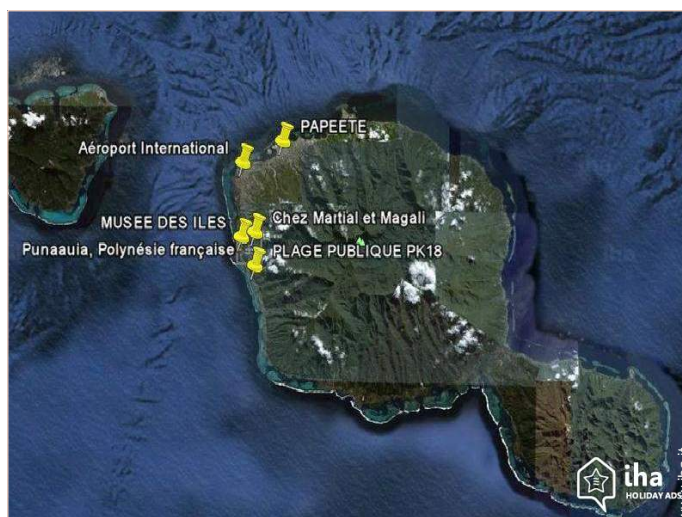 PAPEETE
Aéroport International
MUSEE DES ILES
Chez Martial et Magali
Punaauia, Polynésie française
PLAGE PUBLIQUE PK18
iha
HOLIDAY ADS